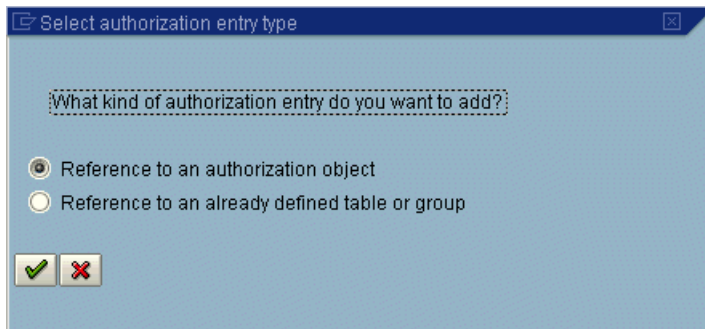 Select authorization entry type
What kind of authorization entry do you want to add?
Reference to an authorization object
Reference to an already defined table or group